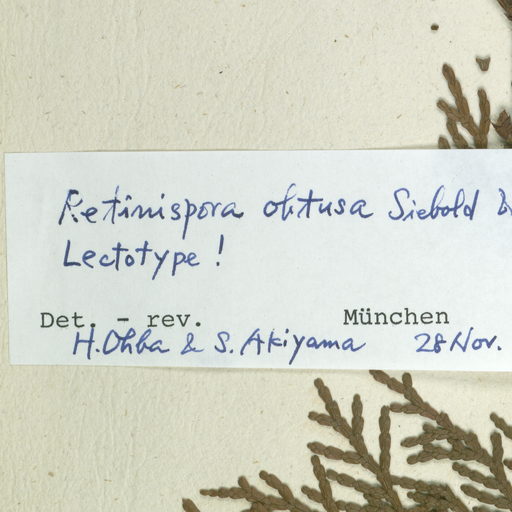 Retinispora obtusa Siebold &
Lectotype !
Det. - rev. München
H. Ohba & S. Akiyama 28 Nov.